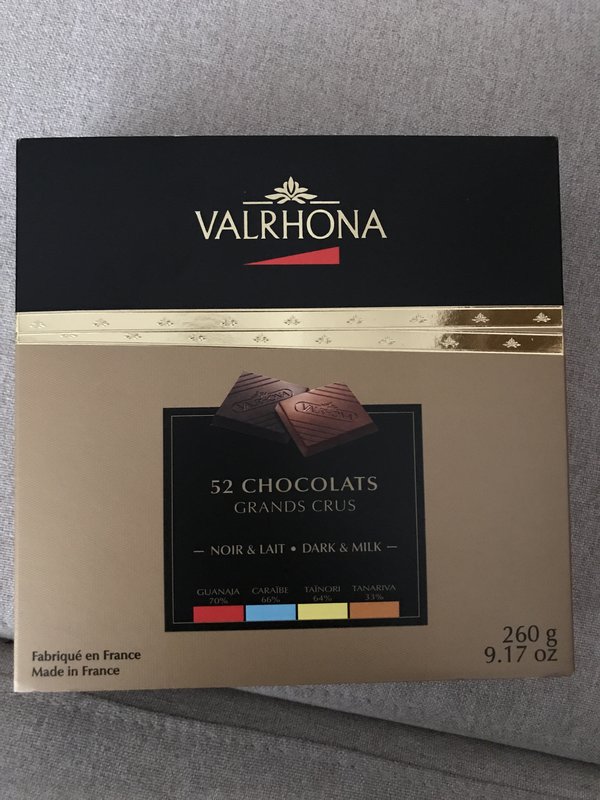 VALRHONA
VALRHONA
52 CHOCOLATS
GRANDS CRUS
— NOIR & LAIT • DARK & MILK —
GUANAJA CARAÏBE TAÏNORI TANARIVA
70% 66% 64% 33%
260 g
9.17 oz
Fabriqué en France
Made in France